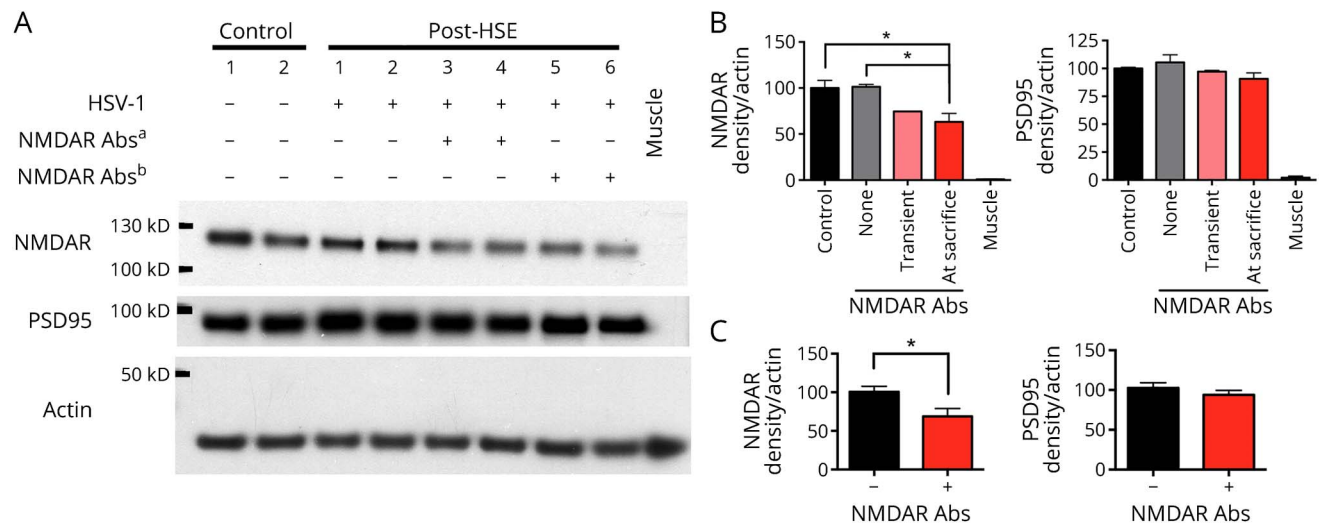 A
Control Post-HSE
1 2 1 2 3 4 5 6
HSV-1 – – + + + + + +
NMDAR Absᵃ – – – – + + – –
NMDAR Absᵇ – – – – – – + +
Muscle
NMDAR
130 kD
100 kD
PSD95
100 kD
Actin
50 kD
B
NMDAR
density/actin
150
100
50
0
*
*
Control
None
Transient
At sacrifice
Muscle
NMDAR Abs
PSD95
density/actin
125
100
75
50
25
0
Control
None
Transient
At sacrifice
Muscle
NMDAR Abs
C
NMDAR
density/actin
150
100
50
0
*
– +
NMDAR Abs
PSD95
density/actin
150
100
50
0
– +
NMDAR Abs